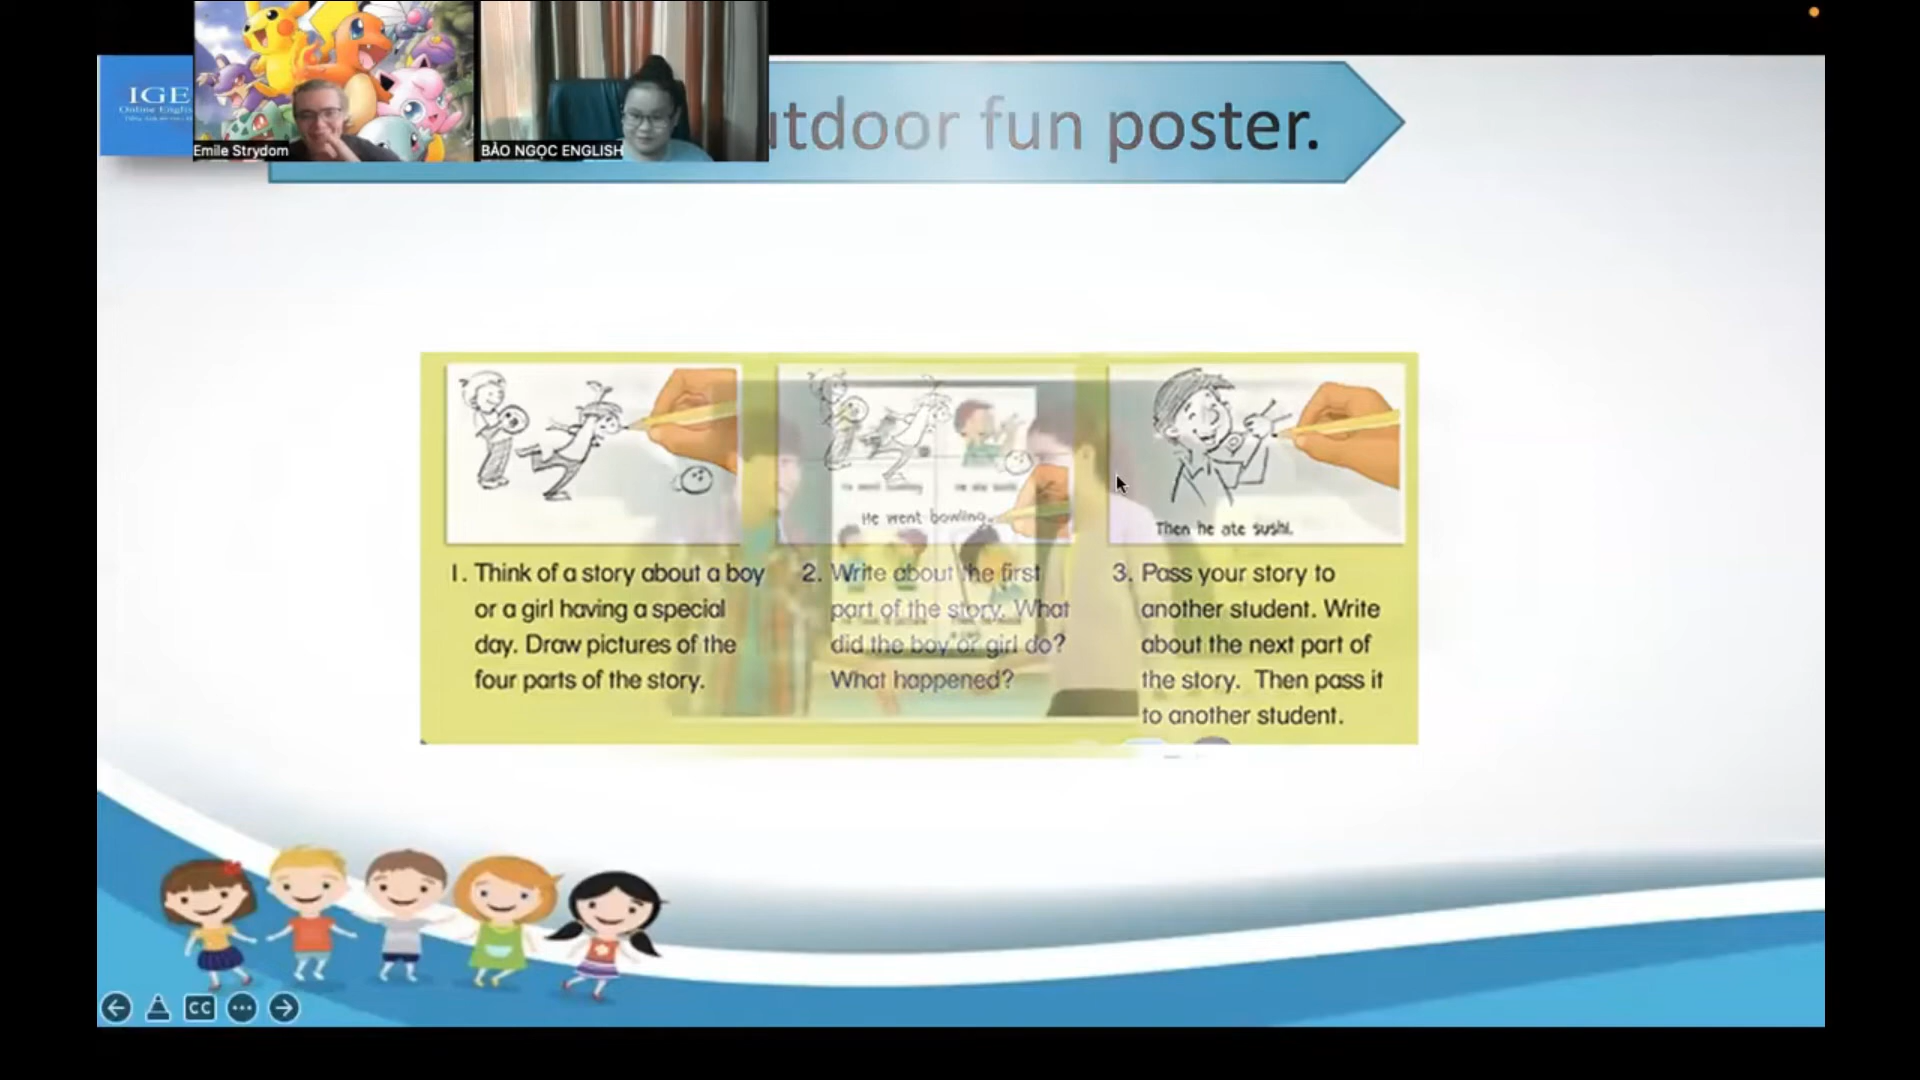 IGE
Online Englis
Emile Strydom
BẢO NGỌC ENGLISH
utdoor fun poster.
He went bowling.
Then he ate sushi.
1. Think of a story about a boy
or a girl having a special
day. Draw pictures of the
four parts of the story.
2. Write about the first
part of the story. What
did the boy or girl do?
What happened?
3. Pass your story to
another student. Write
about the next part of
the story. Then pass it
to another student.
CC